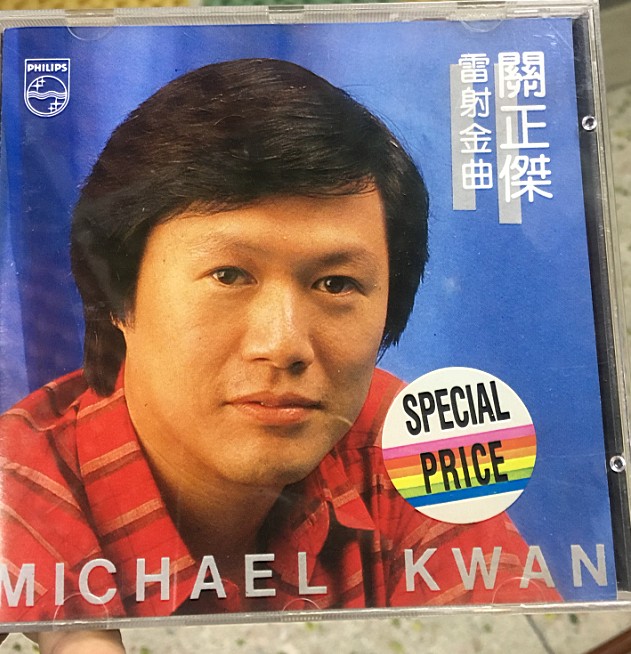 PHILIPS
關正傑
雷射金曲
SPECIAL
PRICE
MICHAEL KWAN